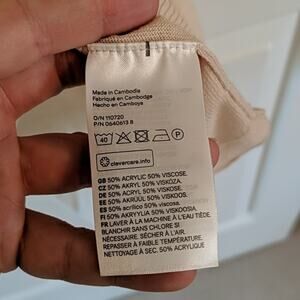 Made in Cambodia
Fabriqué en Cambodge
Hecho en Camboya
O/N 110720
P/N 0640613 8
40 P
clevercare.info
GB 50% ACRYLIC 50% VISCOSE.
CZ 50% AKRYL 50% VISKÓZA.
DE 50% ACRYL 50% VISKOSE.
EE 50% AKRÜÜL 50% VISKOOS.
ES 50% acrílico 50% viscosa.
FI 50% AKRYYLIA 50% VISKOOSIA.
FR LAVER À LA MACHINE À L'EAU TIÈDE.
BLANCHIR SANS CHLORE SI
NÉCESSAIRE. SÉCHER À L'AIR.
REPASSER À FAIBLE TEMPÉRATURE.
NETTOYAGE À SEC. 50% ACRYLIQUE